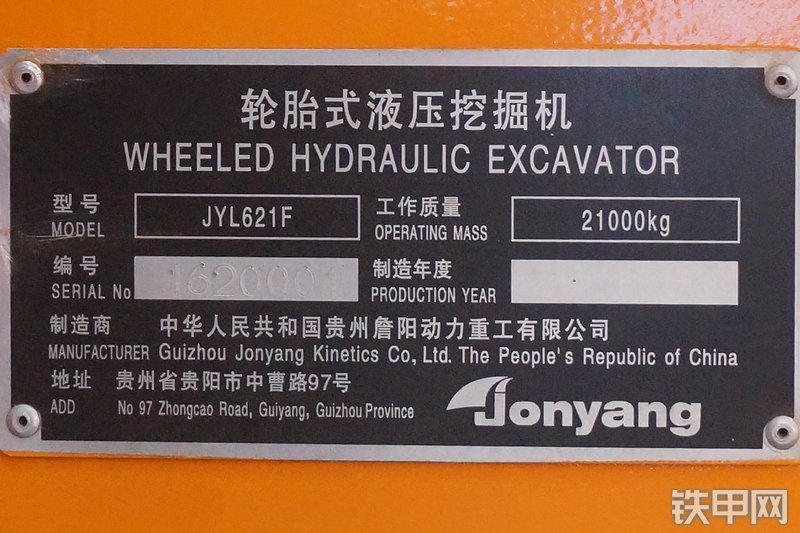 轮胎式液压挖掘机
WHEELED HYDRAULIC EXCAVATOR
型号 JYL621F 工作质量 21000kg
MODEL OPERATING MASS
编号 1620001 制造年度
SERIAL No PRODUCTION YEAR
制造商 中华人民共和国贵州詹阳动力重工有限公司
MANUFACTURER Guizhou Jonyang Kinetics Co, Ltd. The People's Republic of China
地址 贵州省贵阳市中曹路97号
ADD No 97 Zhongcao Road, Guiyang, Guizhou Province
Jonyang
铁甲网